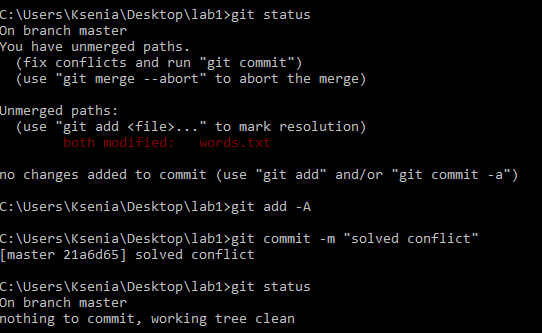 C:\Users\Ksenia\Desktop\lab1>git status
On branch master
You have unmerged paths.
  (fix conflicts and run "git commit")
  (use "git merge --abort" to abort the merge)

Unmerged paths:
  (use "git add <file>..." to mark resolution)
        both modified:   words.txt

no changes added to commit (use "git add" and/or "git commit -a")

C:\Users\Ksenia\Desktop\lab1>git add -A

C:\Users\Ksenia\Desktop\lab1>git commit -m "solved conflict"
[master 21a6d65] solved conflict

C:\Users\Ksenia\Desktop\lab1>git status
On branch master
nothing to commit, working tree clean